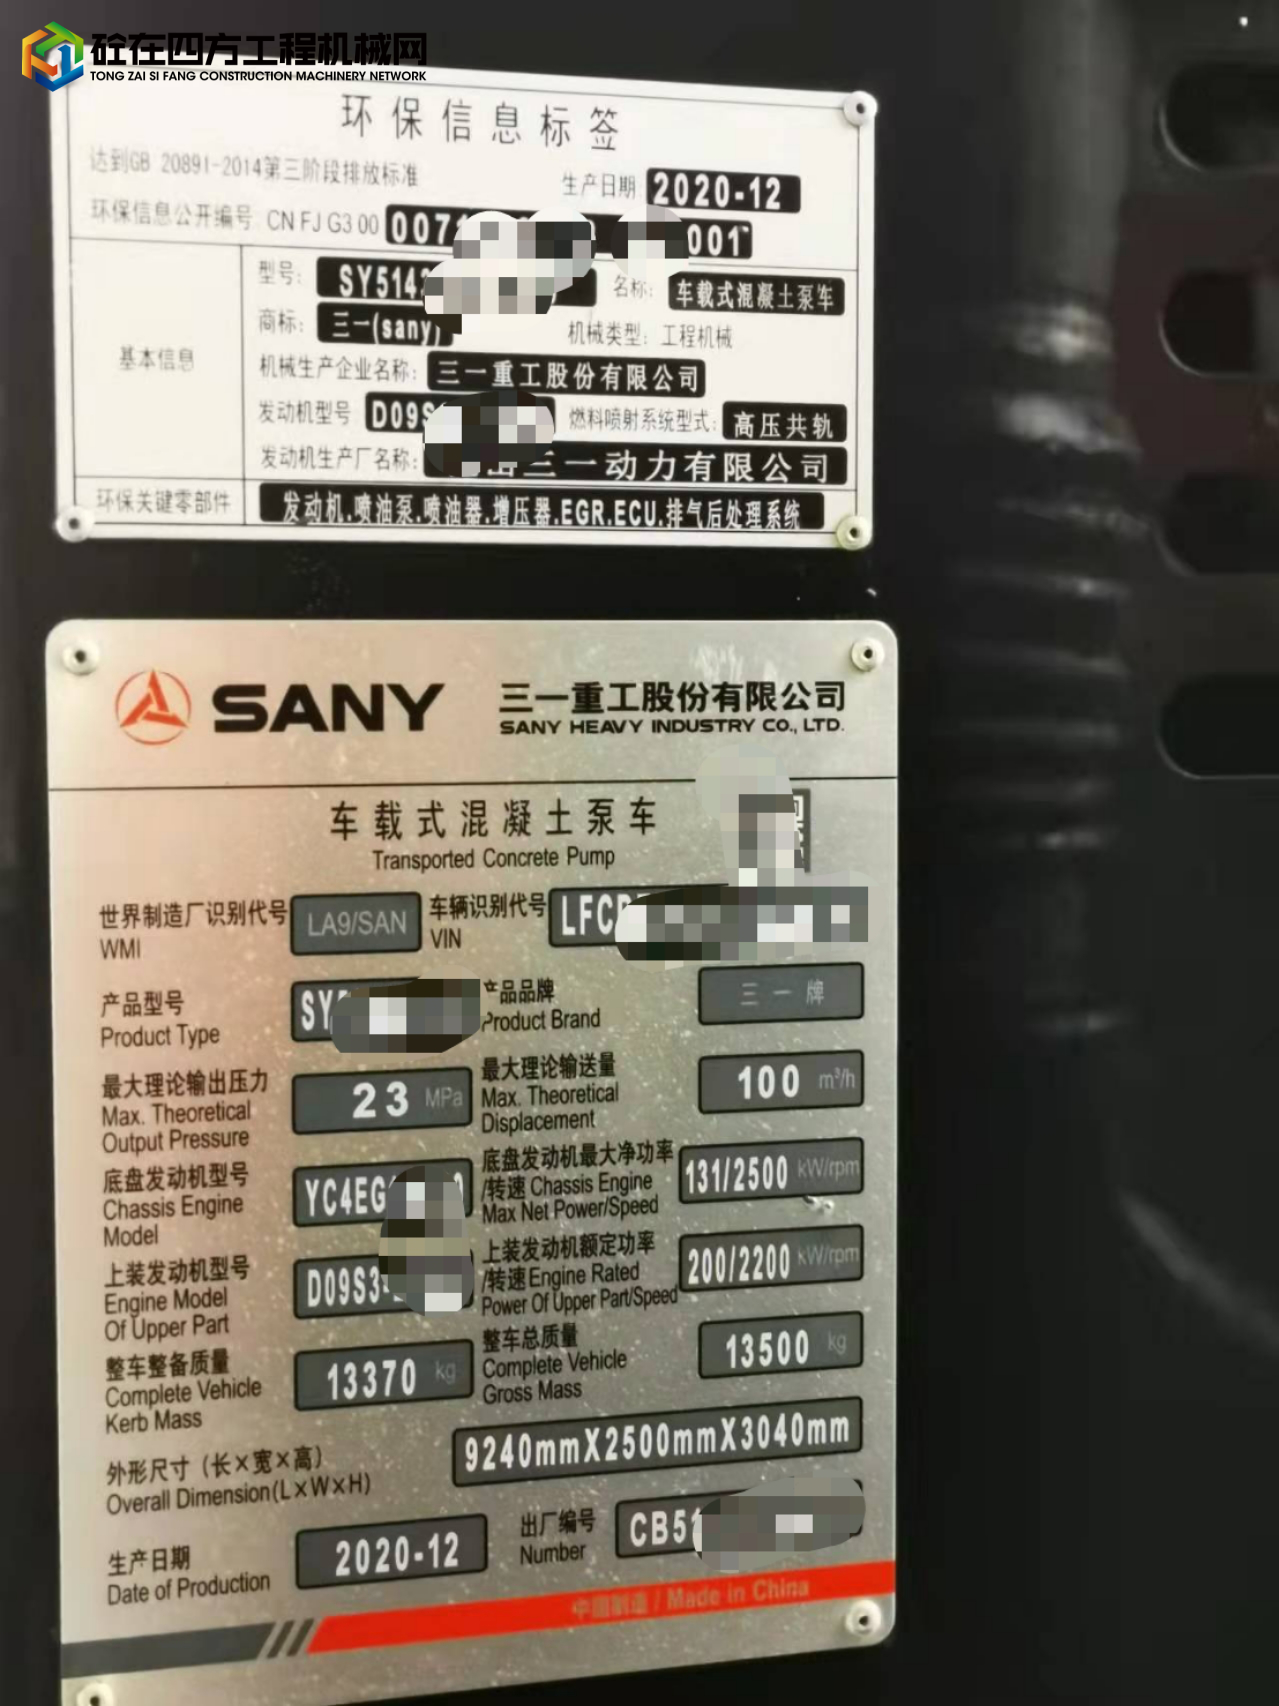 砼在四方工程机械网
TONG ZAI SI FANG CONSTRUCTION MACHINERY NETWORK
环保信息标签
达到GB 20891-2014第三阶段排放标准
生产日期: 2020-12
环保信息公开编号: CN FJ G3 00 007 001
基本信息
型号: SY514 名称: 车载式混凝土泵车
商标: 三一(sany) 机械类型: 工程机械
机械生产企业名称: 三一重工股份有限公司
发动机型号 D09S 燃料喷射系统型式: 高压共轨
发动机生产厂名称: 三一动力有限公司
环保关键零部件 发动机.喷油泵.喷油器.增压器.EGR.ECU.排气后处理系统
SANY 三一重工股份有限公司
SANY HEAVY INDUSTRY CO., LTD.
车载式混凝土泵车
Transported Concrete Pump
世界制造厂识别代号 WMI LA9/SAN
车辆识别代号 VIN LFC
产品型号 Product Type SY
产品品牌 Product Brand 三一牌
最大理论输出压力 Max. Theoretical Output Pressure 23 MPa
最大理论输送量 Max. Theoretical Displacement 100 m³/h
底盘发动机型号 Chassis Engine Model YC4EG
底盘发动机最大净功率/转速 Chassis Engine Max Net Power/Speed 131/2500 kW/rpm
上装发动机型号 Engine Model Of Upper Part D09S3
上装发动机额定功率/转速 Engine Rated Power Of Upper Part/Speed 200/2200 kW/rpm
整车整备质量 Complete Vehicle Kerb Mass 13370 kg
整车总质量 Complete Vehicle Gross Mass 13500 kg
外形尺寸 (长×宽×高) Overall Dimension(L×W×H) 9240mmX2500mmX3040mm
生产日期 Date of Production 2020-12
出厂编号 Number CB51
中国制造 / Made in China